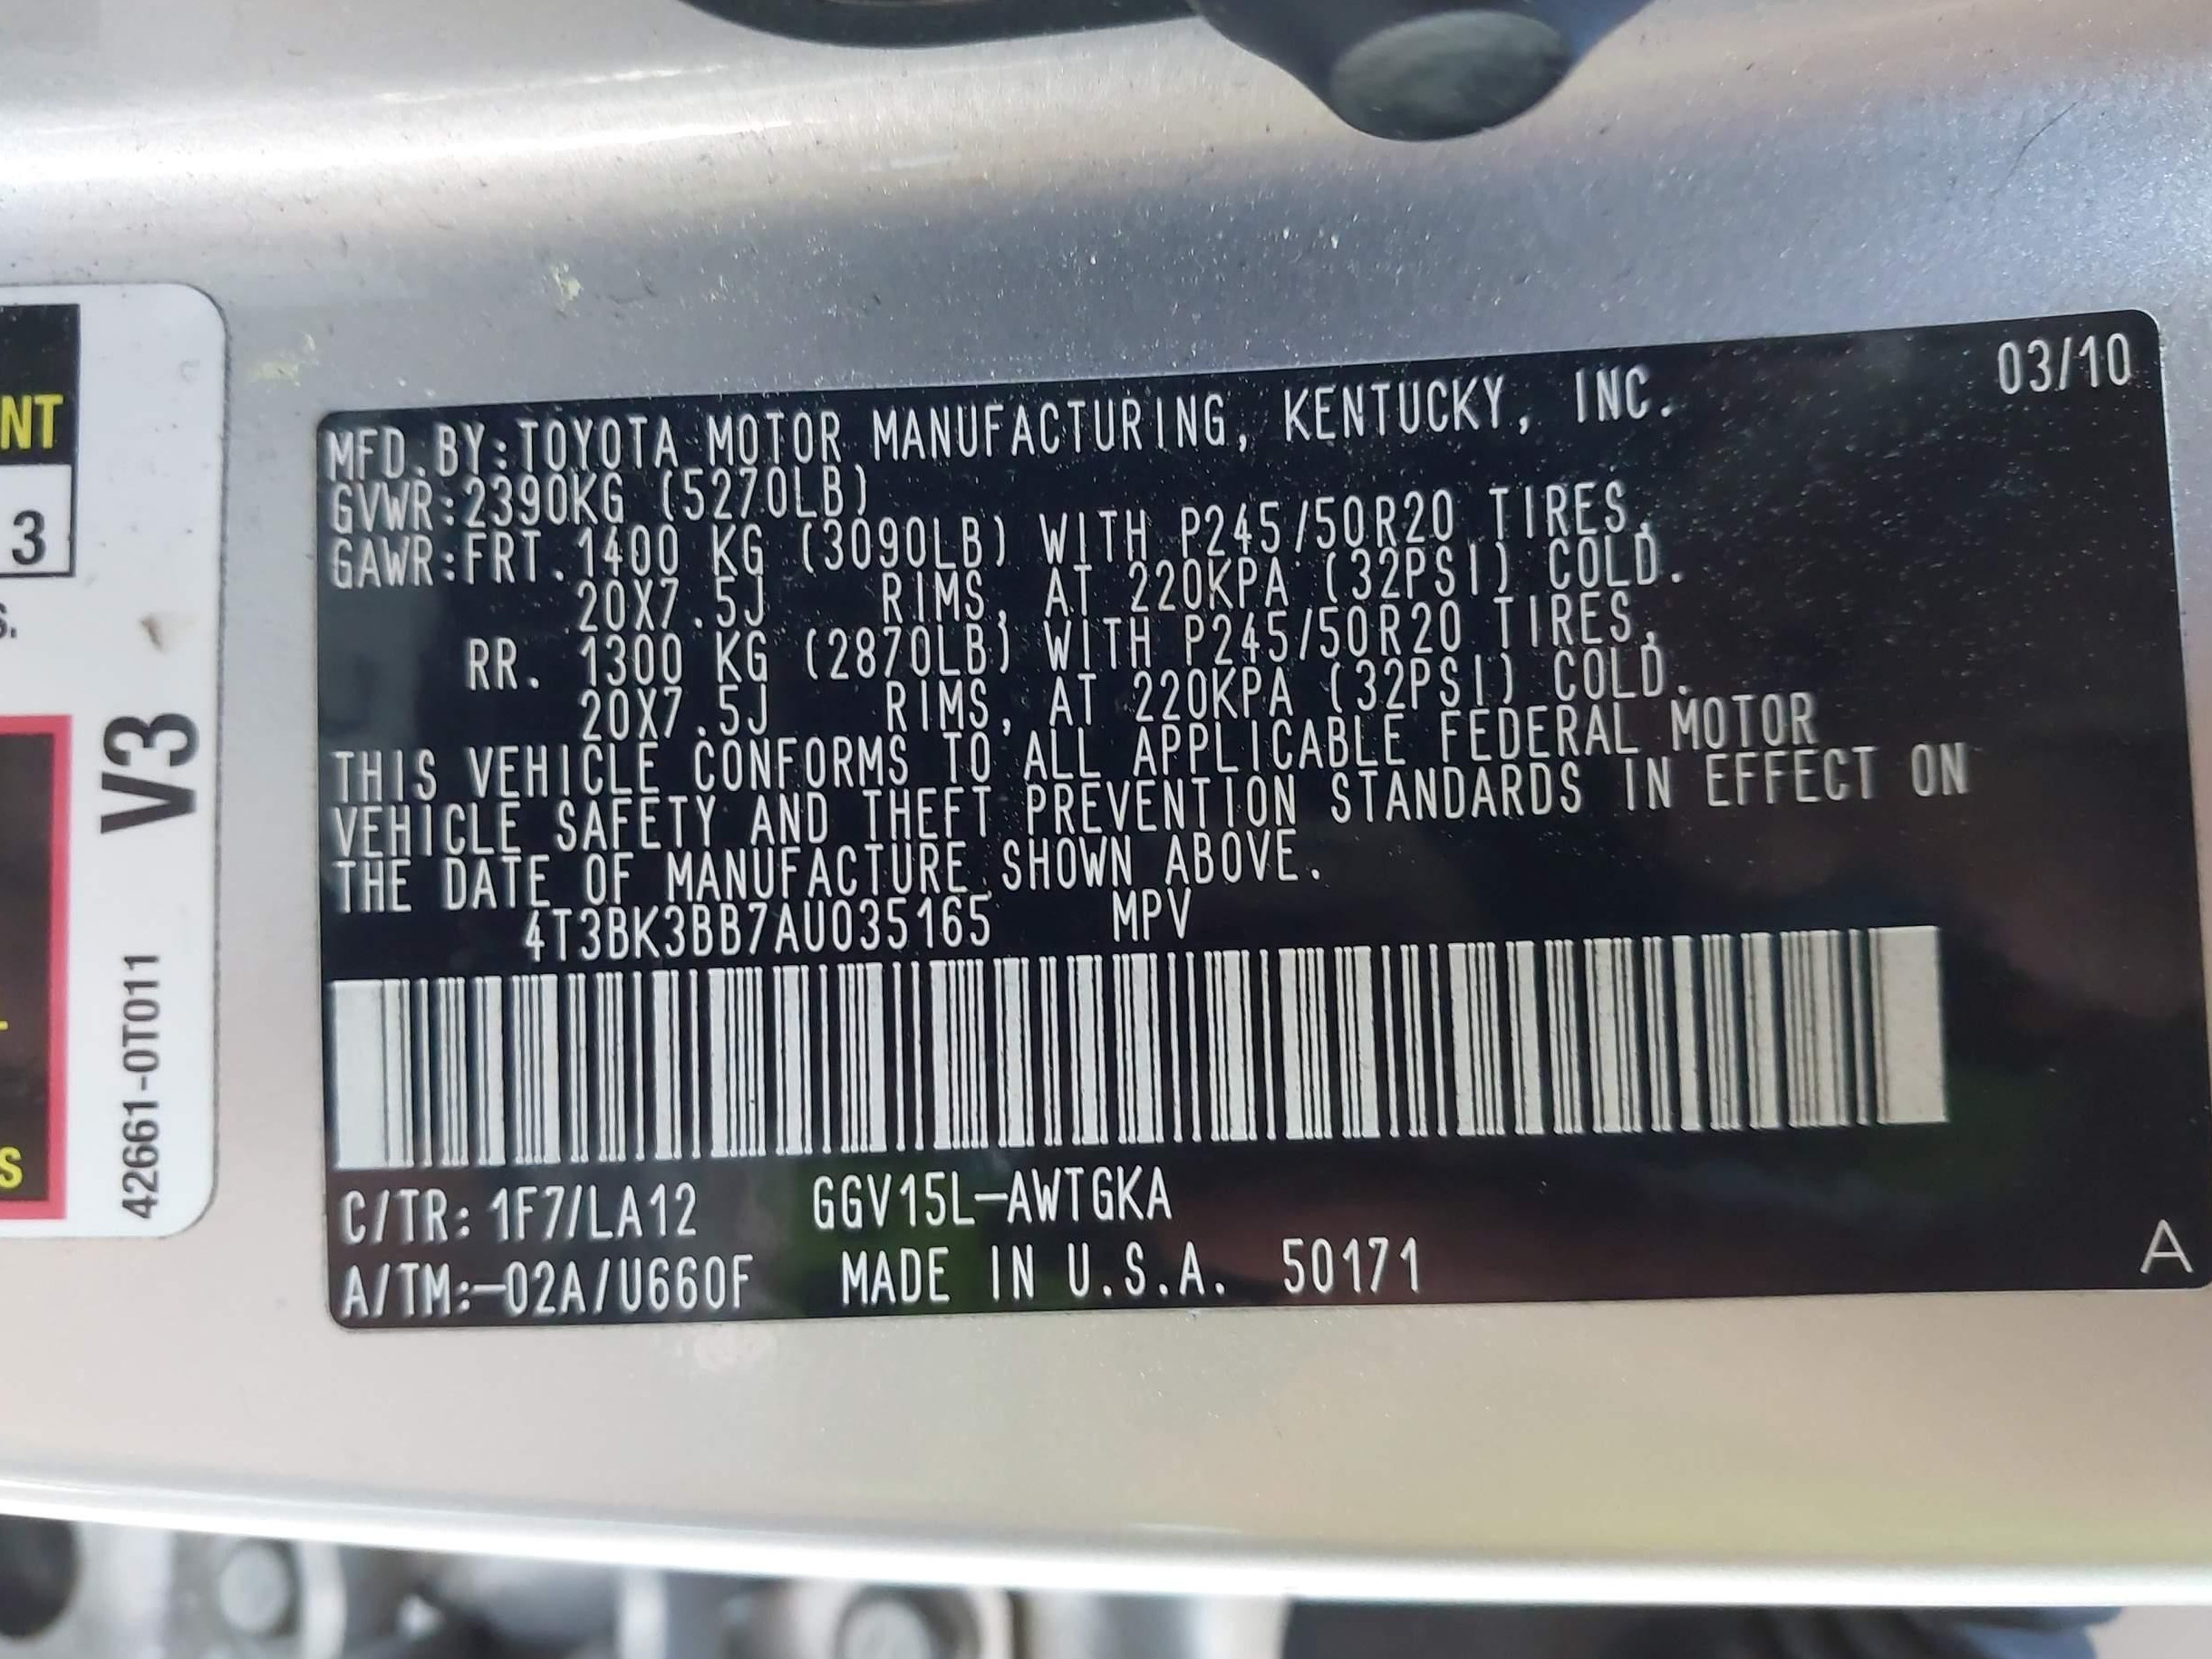 NT
3
S.
S
V3
42661-0T011
03/10
MFD.BY:TOYOTA MOTOR MANUFACTURING, KENTUCKY, INC.
GVWR:2390KG (5270LB)
GAWR:FRT.1400 KG (3090LB) WITH P245/50R20 TIRES,
20X7.5J RIMS, AT 220KPA (32PSI) COLD.
RR. 1300 KG (2870LB) WITH P245/50R20 TIRES,
20X7.5J RIMS, AT 220KPA (32PSI) COLD.
THIS VEHICLE CONFORMS TO ALL APPLICABLE FEDERAL MOTOR
VEHICLE SAFETY AND THEFT PREVENTION STANDARDS IN EFFECT ON
THE DATE OF MANUFACTURE SHOWN ABOVE.
4T3BK3BB7AU035165 MPV
C/TR: 1F7/LA12 GGV15L-AWTGKA
A/TM:-02A/U660F MADE IN U.S.A. 50171
A